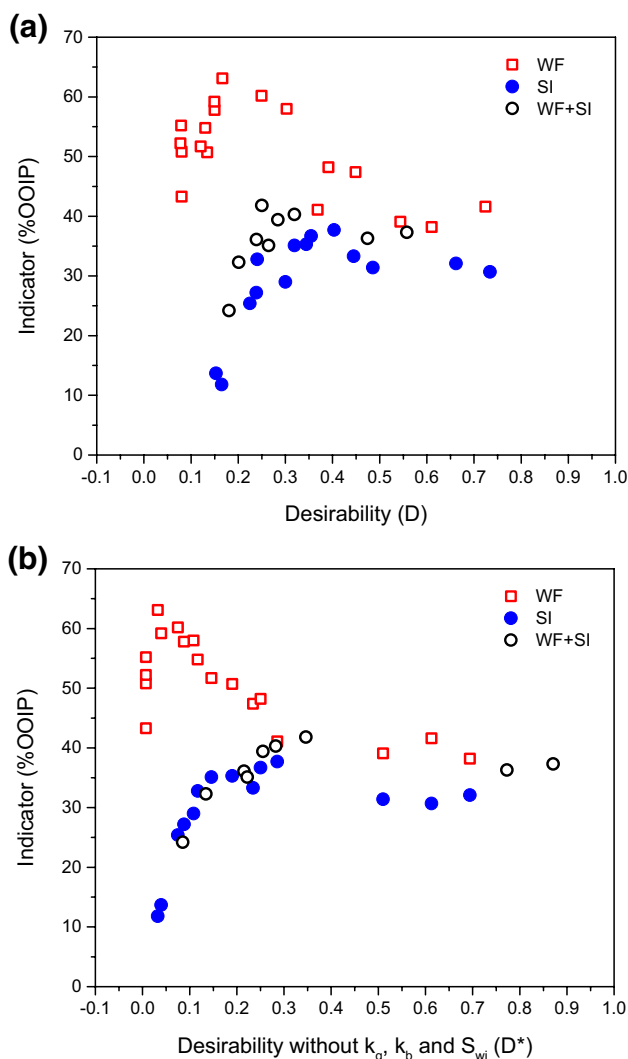 (a)
70
60
50
40
30
20
10
0
Indicator (%OOIP)
WF
SI
WF+SI
-0.1 0.0 0.1 0.2 0.3 0.4 0.5 0.6 0.7 0.8 0.9 1.0
Desirability (D)
(b)
70
60
50
40
30
20
10
0
Indicator (%OOIP)
WF
SI
WF+SI
-0.1 0.0 0.1 0.2 0.3 0.4 0.5 0.6 0.7 0.8 0.9 1.0
Desirability without kg, kb and Swi (D*)